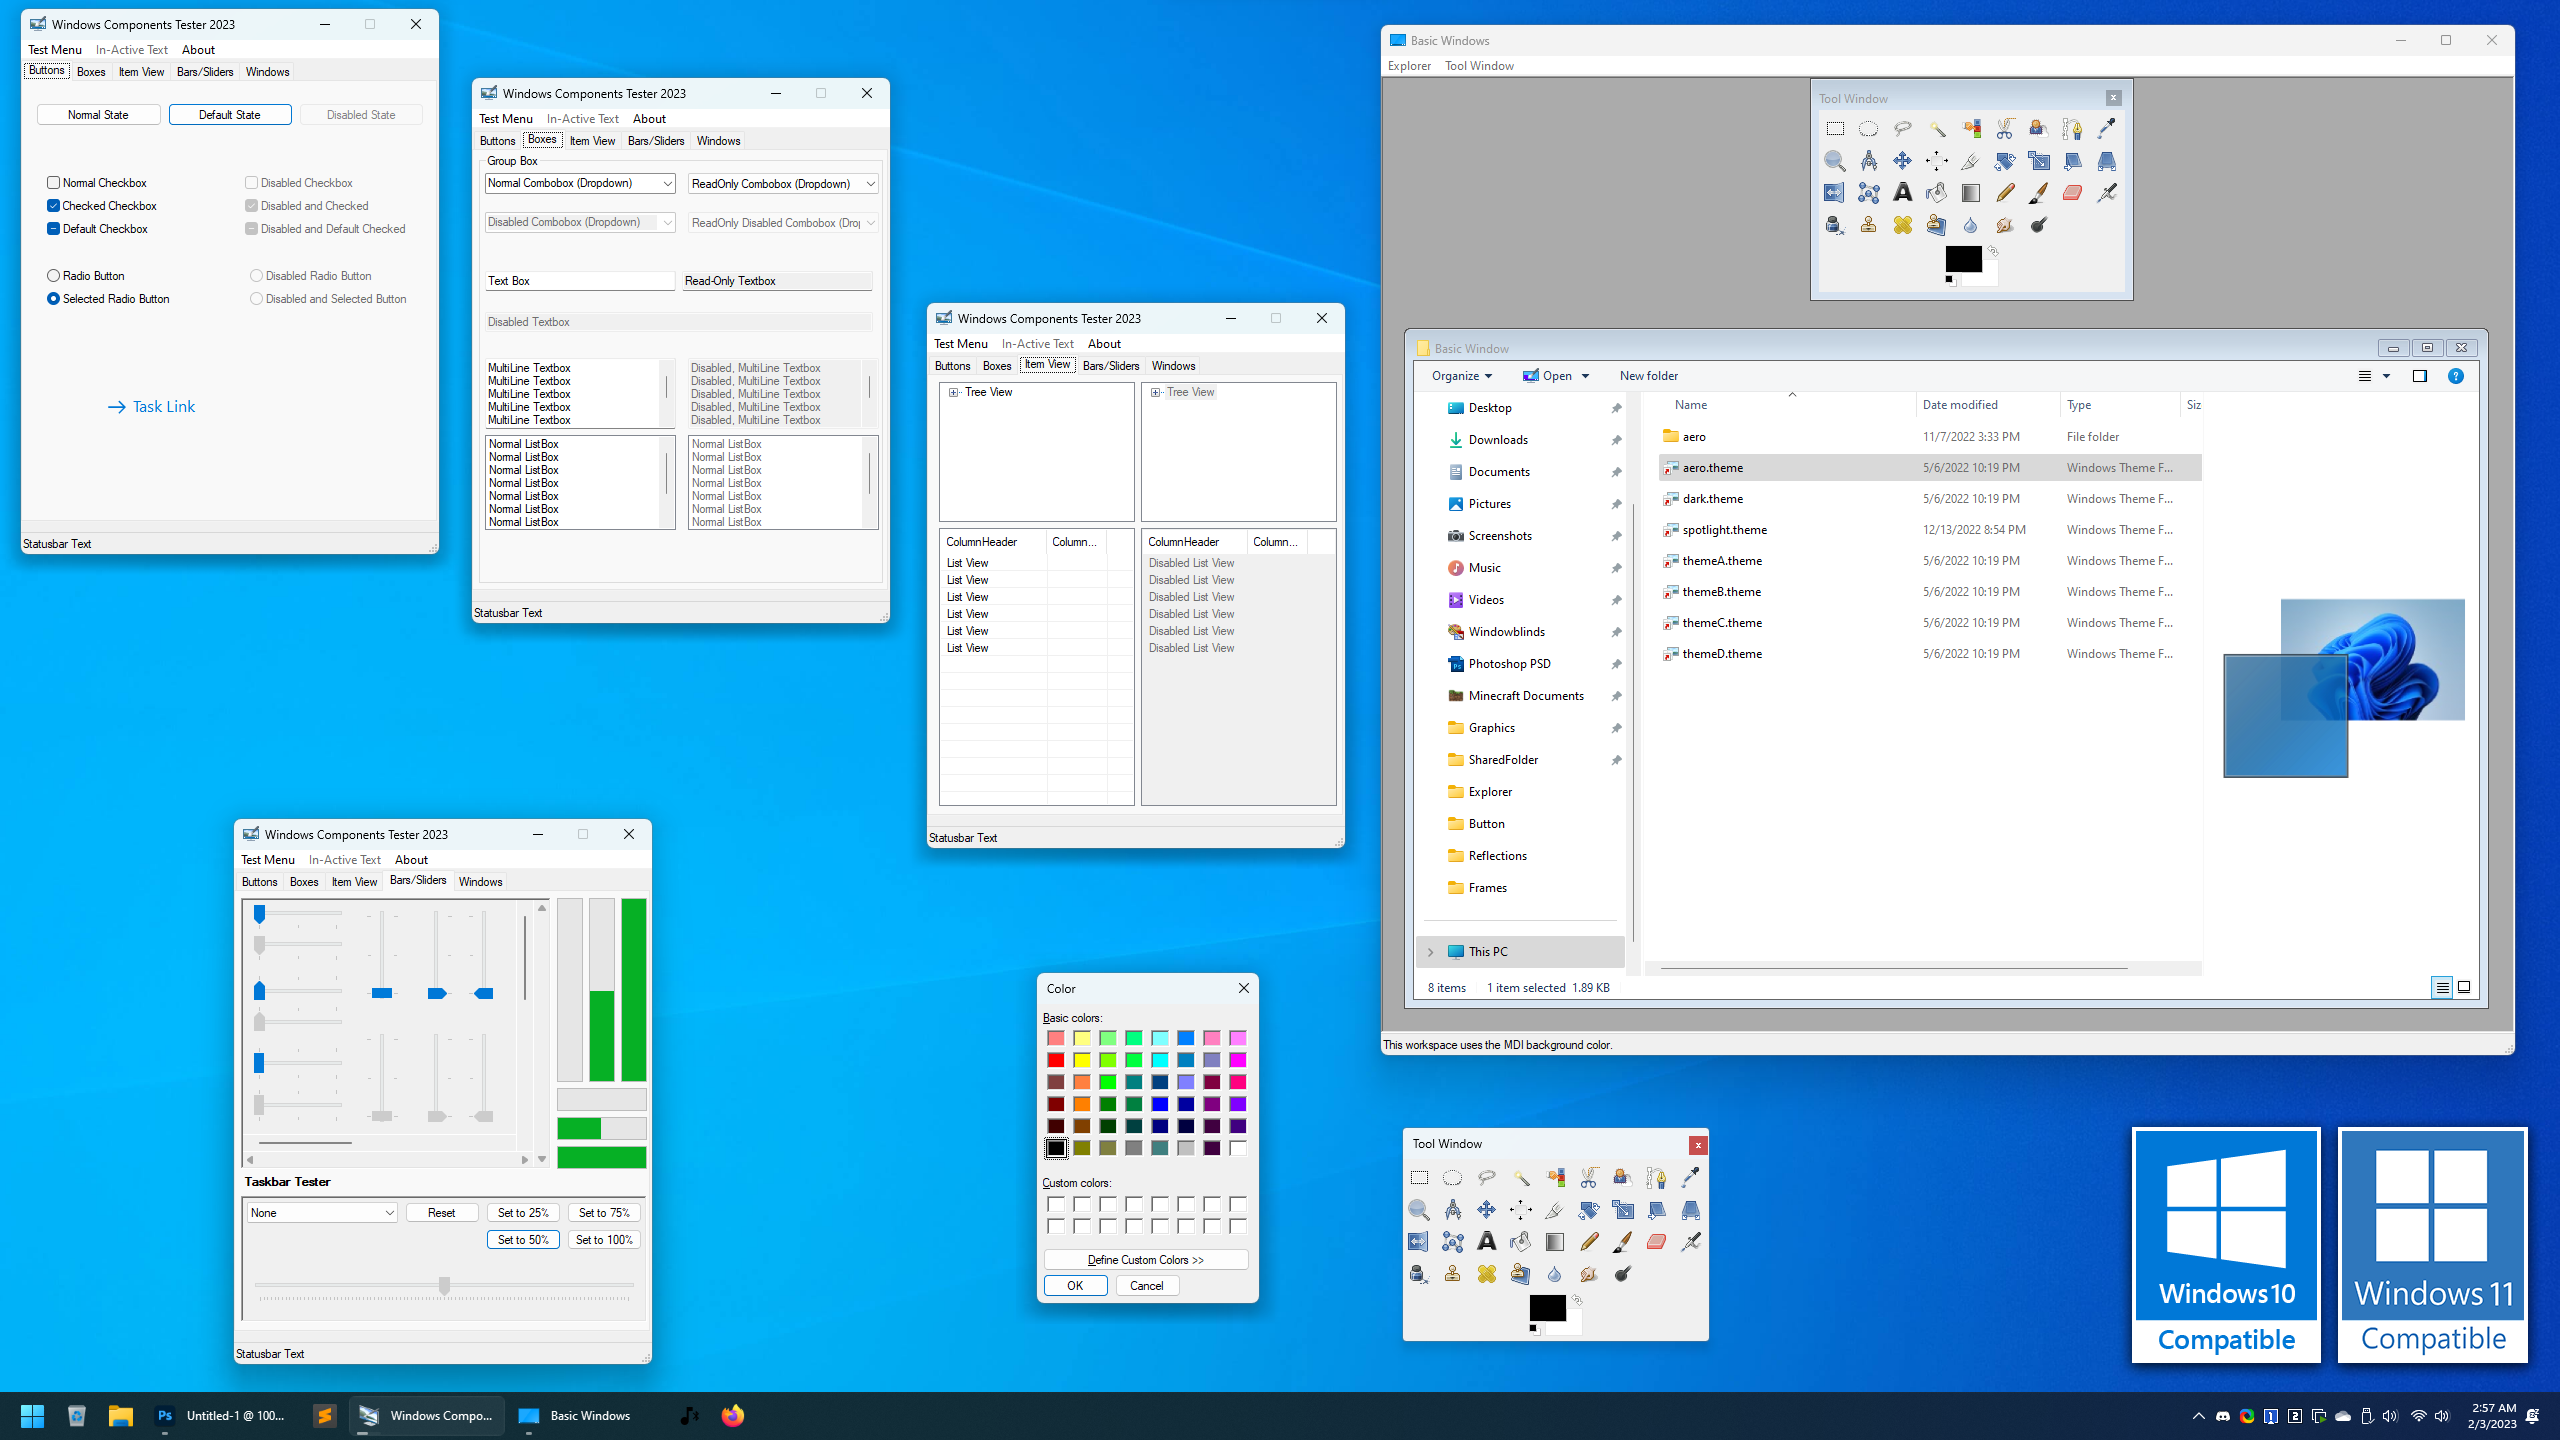 Windows Components Tester 2023
Test Menu In-Active Text About
Buttons Boxes Item View Bars/Sliders Windows
Normal State Default State Disabled State
Normal Checkbox Disabled Checkbox
Checked Checkbox Disabled and Checked
Default Checkbox Disabled and Default Checked
Radio Button Disabled Radio Button
Selected Radio Button Disabled and Selected Button
Task Link
Statusbar Text
Windows Components Tester 2023
Test Menu In-Active Text About
Buttons Boxes Item View Bars/Sliders Windows
Group Box
Normal Combobox (Dropdown) ReadOnly Combobox (Dropdown)
Disabled Combobox (Dropdown) ReadOnly Disabled Combobox (Dro
Text Box Read-Only Textbox
Disabled Textbox
MultiLine Textbox Disabled, MultiLine Textbox
MultiLine Textbox Disabled, MultiLine Textbox
MultiLine Textbox Disabled, MultiLine Textbox
MultiLine Textbox Disabled, MultiLine Textbox
MultiLine Textbox Disabled, MultiLine Textbox
Normal ListBox Normal ListBox
Normal ListBox Normal ListBox
Normal ListBox Normal ListBox
Normal ListBox Normal ListBox
Normal ListBox Normal ListBox
Normal ListBox Normal ListBox
Normal ListBox Normal ListBox
Statusbar Text
Windows Components Tester 2023
Test Menu In-Active Text About
Buttons Boxes Item View Bars/Sliders Windows
Tree View Tree View
ColumnHeader Column... ColumnHeader Column...
List View Disabled List View
List View Disabled List View
List View Disabled List View
List View Disabled List View
List View Disabled List View
List View Disabled List View
Statusbar Text
Basic Windows
Explorer Tool Window
Tool Window
Basic Window
Organize Open New folder
Name Date modified Type Siz
Desktop
Downloads
Documents
Pictures
Screenshots
Music
Videos
Windowblinds
Photoshop PSD
Minecraft Documents
Graphics
SharedFolder
Explorer
Button
Reflections
Frames
This PC
aero 11/7/2022 3:33 PM File folder
aero.theme 5/6/2022 10:19 PM Windows Theme F...
dark.theme 5/6/2022 10:19 PM Windows Theme F...
spotlight.theme 12/13/2022 8:54 PM Windows Theme F...
themeA.theme 5/6/2022 10:19 PM Windows Theme F...
themeB.theme 5/6/2022 10:19 PM Windows Theme F...
themeC.theme 5/6/2022 10:19 PM Windows Theme F...
themeD.theme 5/6/2022 10:19 PM Windows Theme F...
8 items 1 item selected 1.89 KB
This workspace uses the MDI background color.
Windows Components Tester 2023
Test Menu In-Active Text About
Buttons Boxes Item View Bars/Sliders Windows
Taskbar Tester
None Reset Set to 25% Set to 75%
Set to 50% Set to 100%
Statusbar Text
Color
Basic colors:
Custom colors:
Define Custom Colors >>
OK Cancel
Tool Window
Windows 10
Compatible
Windows 11
Compatible
Ps Untitled-1 @ 100... Windows Compo... Basic Windows
2:57 AM
2/3/2023